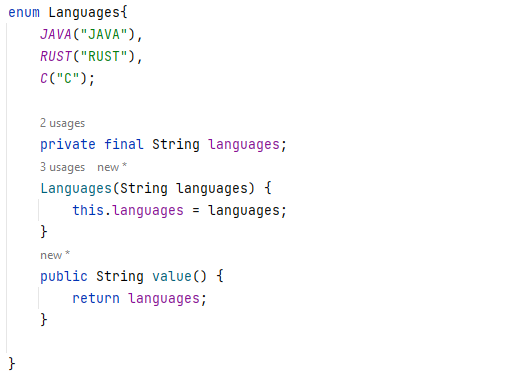 enum Languages{
JAVA("JAVA"),
RUST("RUST"),
C("C");
2 usages
private final String languages;
3 usages new *
Languages(String languages) {
this.languages = languages;
}
new *
public String value() {
return languages;
}
}